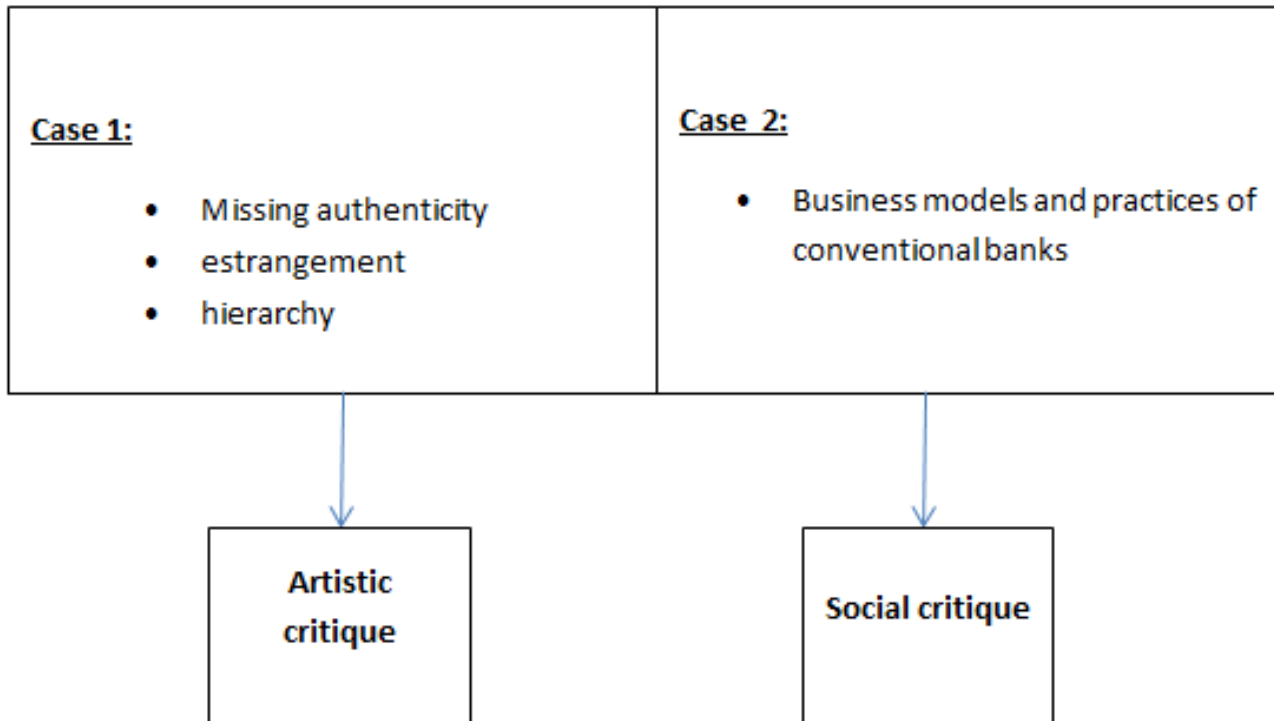 Case 1:
• Missing authenticity
• estrangement
• hierarchy
Case 2:
• Business models and practices of
conventional banks
Artistic
critique
Social critique